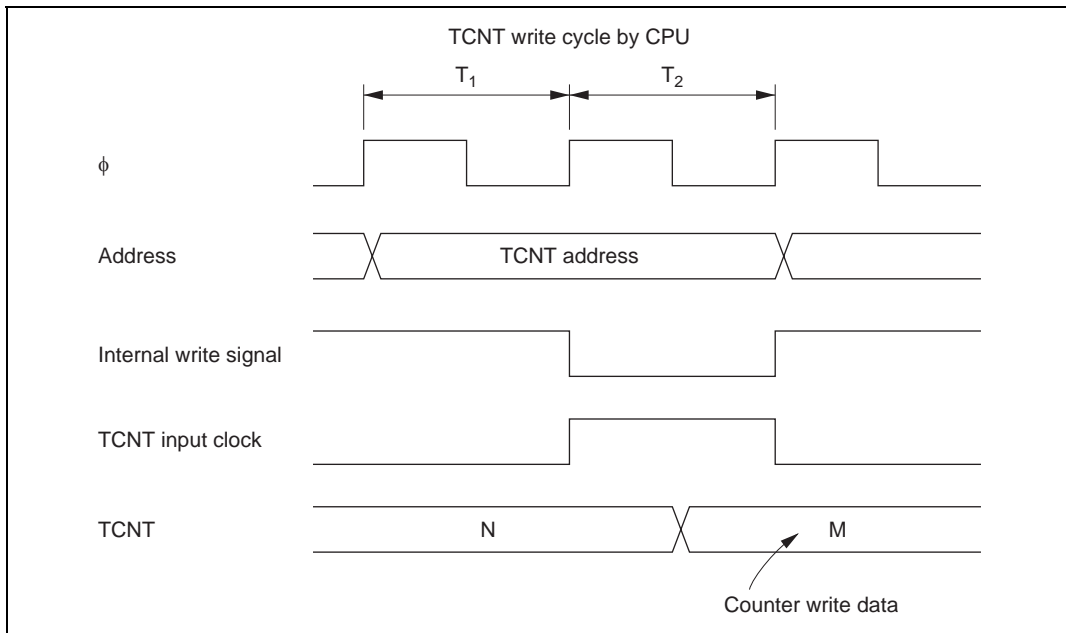 TCNT write cycle by CPU
T1 T2
ϕ
Address
TCNT address
Internal write signal
TCNT input clock
TCNT
N
M
Counter write data